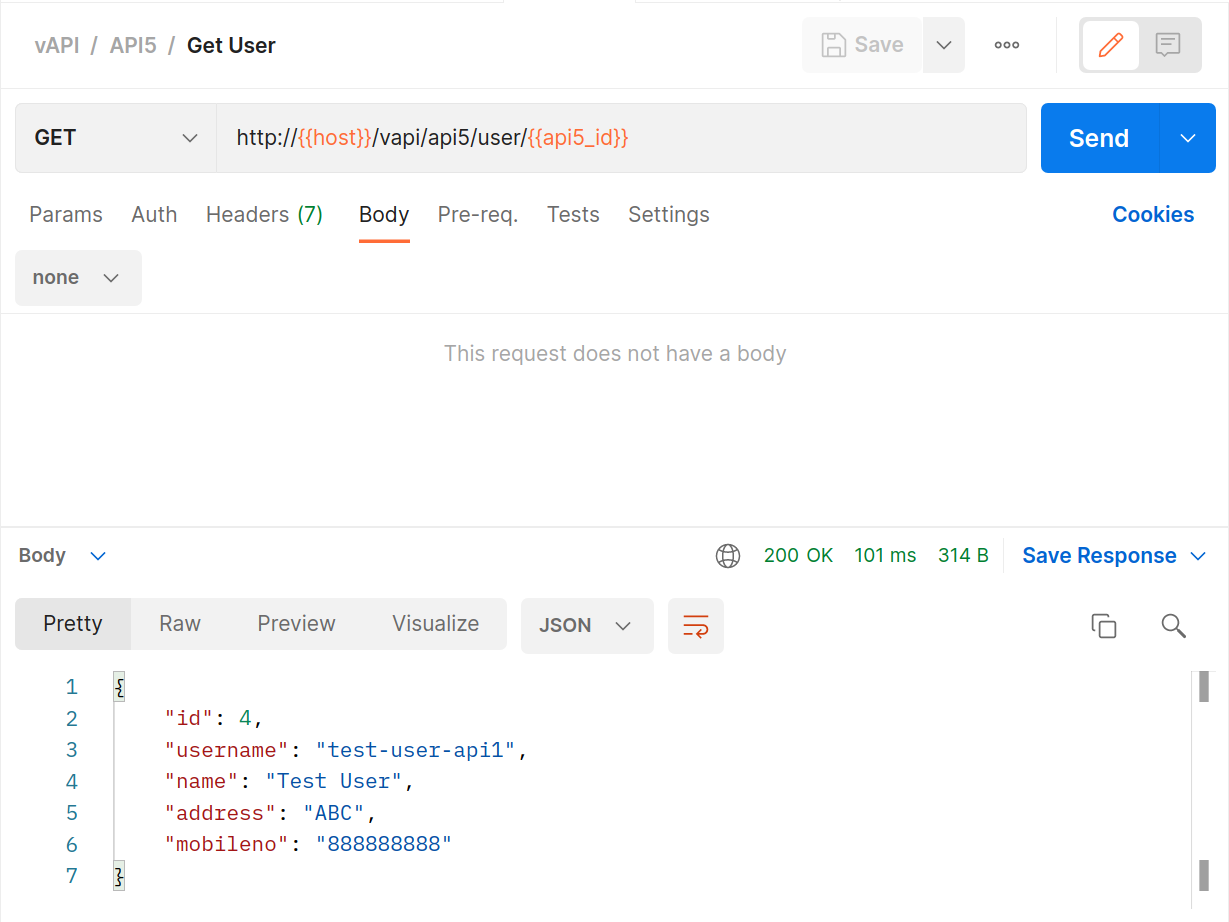 vAPI / API5 / Get User
Save
GET
http://{{host}}/vapi/api5/user/{{api5_id}}
Send
Params Auth Headers (7) Body Pre-req. Tests Settings Cookies
none
This request does not have a body
Body 200 OK 101 ms 314 B Save Response
Pretty Raw Preview Visualize JSON
1 {
2 "id": 4,
3 "username": "test-user-api1",
4 "name": "Test User",
5 "address": "ABC",
6 "mobileno": "888888888"
7 }